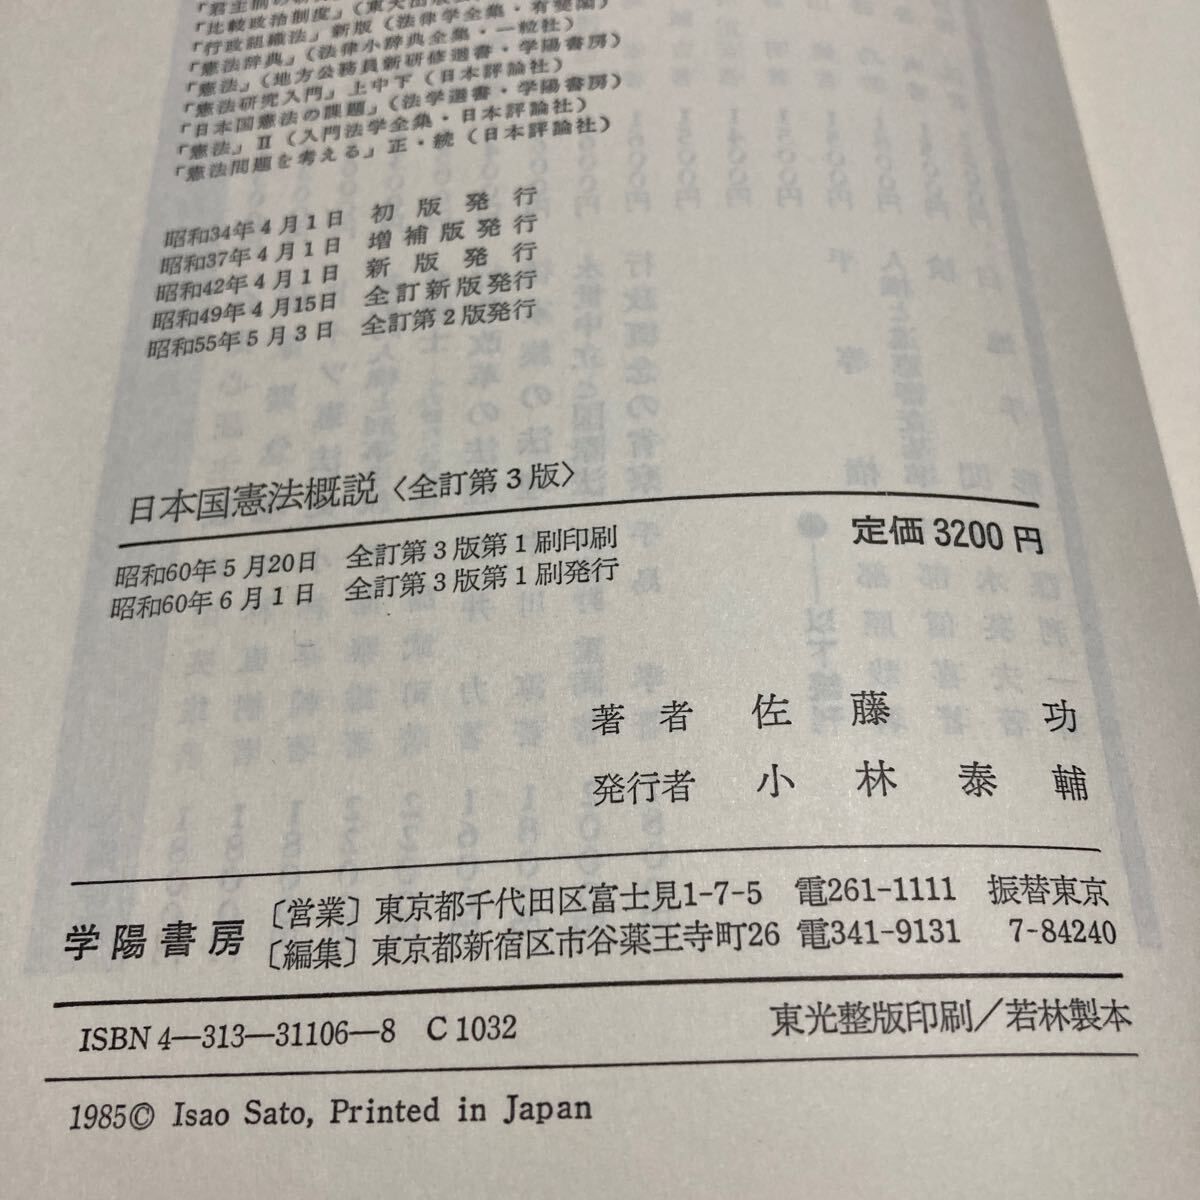 「比較政治制度」(東大出版会
「行政組織法」新版(法律学全集・有斐閣)
「憲法辞典」(法律小辞典全集・一粒社)
「憲法」(地方公務員新研修選書・学陽書房)
「憲法研究入門」上中下(日本評論社)
「日本国憲法の課題」(法学選書・学陽書房)
「憲法」II(入門法学全集・日本評論社)
「憲法問題を考える」正・続(日本評論社)
昭和34年4月1日 初版発行
昭和37年4月1日 増補版発行
昭和42年4月1日 新版発行
昭和49年4月15日 全訂新版発行
昭和55年5月3日 全訂第2版発行
日本国憲法概説〈全訂第3版〉
定価 3200円
昭和60年5月20日 全訂第3版第1刷印刷
昭和60年6月1日 全訂第3版第1刷発行
著者 佐藤功
発行者 小林泰輔
学陽書房
〔営業〕東京都千代田区富士見1-7-5 電261-1111 振替東京
〔編集〕東京都新宿区市谷薬王寺町26 電341-9131 7-84240
ISBN4—313—31106—8 C1032
東光整版印刷/若林製本
1985© Isao Sato, Printed in Japan